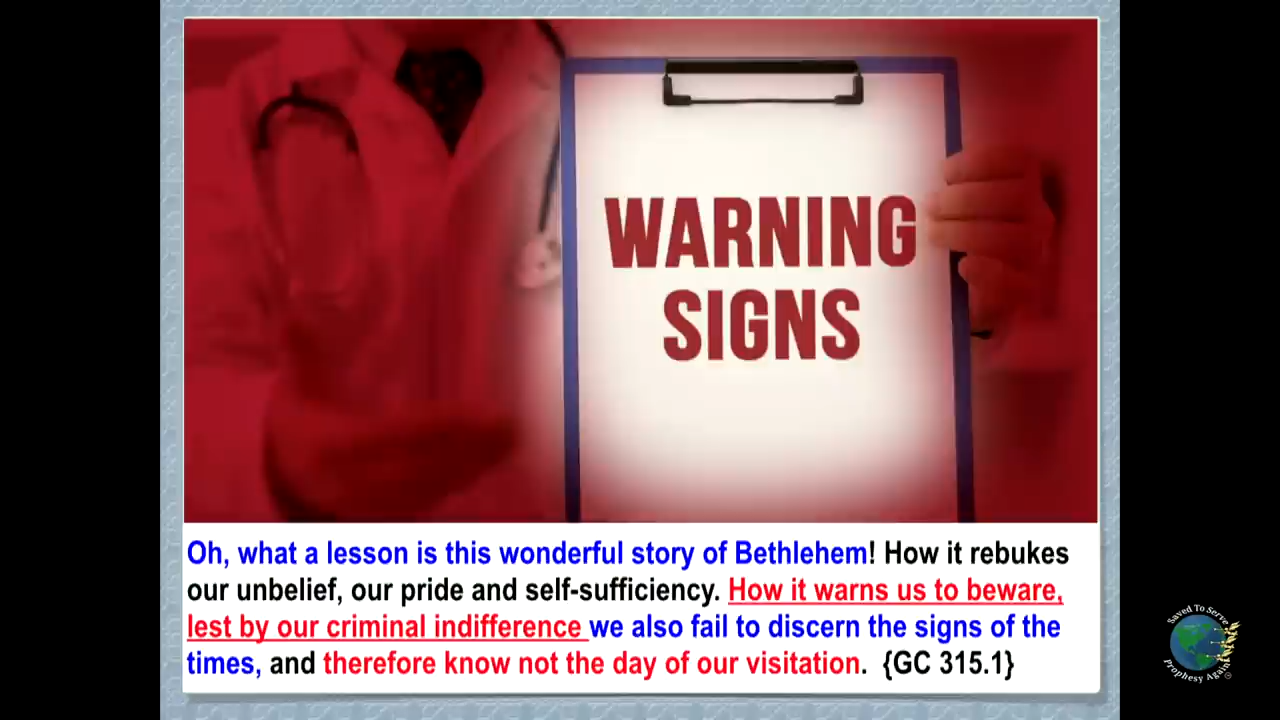 WARNING
SIGNS
Oh, what a lesson is this wonderful story of Bethlehem! How it rebukes
our unbelief, our pride and self-sufficiency. How it warns us to beware,
lest by our criminal indifference we also fail to discern the signs of the
times, and therefore know not the day of our visitation. {GC 315.1}
Saved To Serve
Prophesy Again